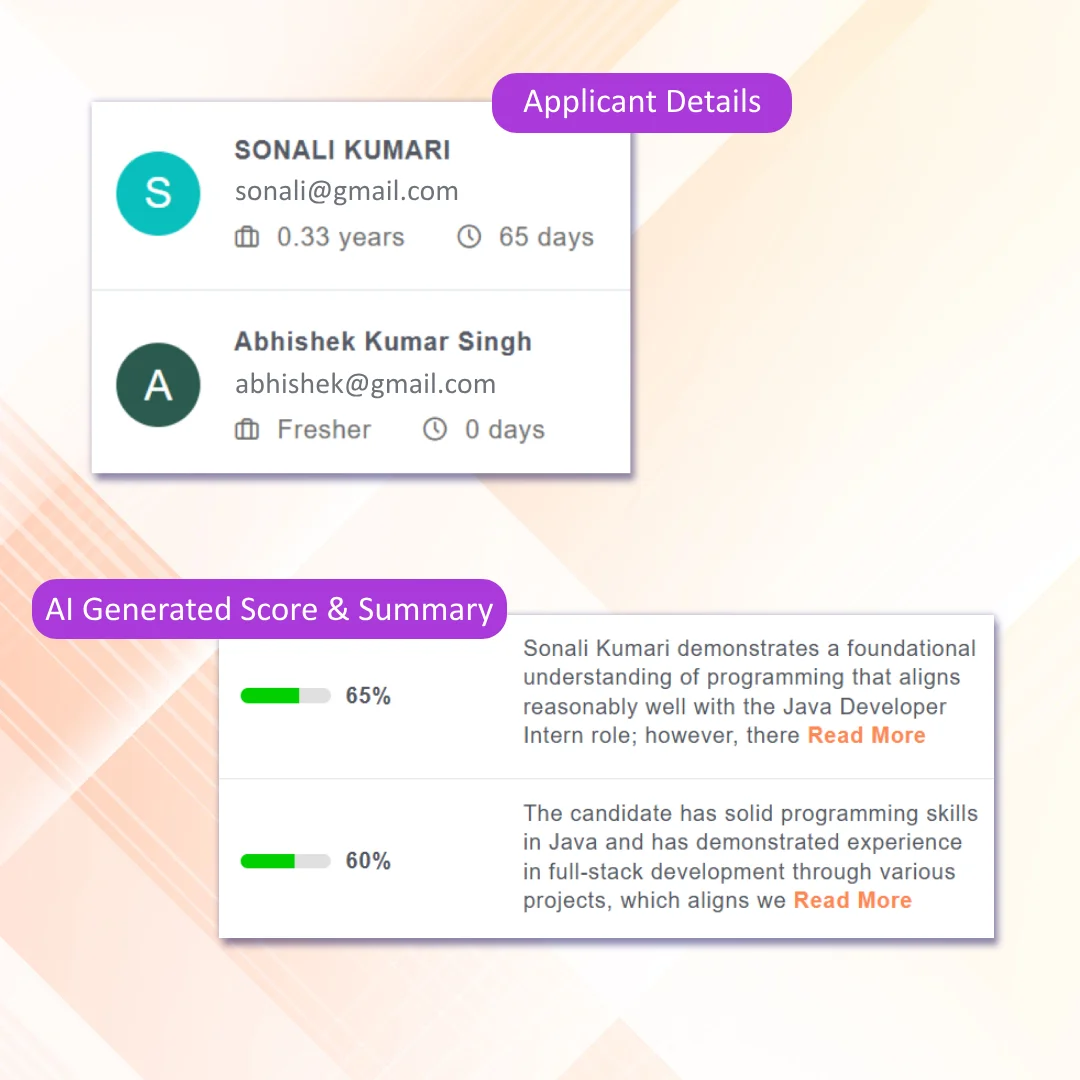 Applicant Details
S
SONALI KUMARI
sonali@gmail.com
0.33 years 65 days
A
Abhishek Kumar Singh
abhishek@gmail.com
Fresher 0 days
AI Generated Score & Summary
65%
Sonali Kumari demonstrates a foundational
understanding of programming that aligns
reasonably well with the Java Developer
Intern role; however, there Read More
60%
The candidate has solid programming skills
in Java and has demonstrated experience
in full-stack development through various
projects, which aligns we Read More